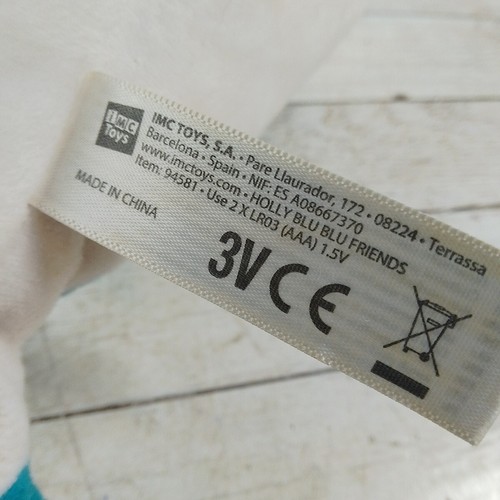 IMC
Toys
IMC TOYS, S.A. • Pare Llaurador, 172 • 08224 • Terrassa
Barcelona • Spain • NIF: ES A08667370
www.imctoys.com • HOLLY BLU BLU FRIENDS
Item: 94581 • Use 2 X LR03 (AAA) 1.5V
MADE IN CHINA
3V CE